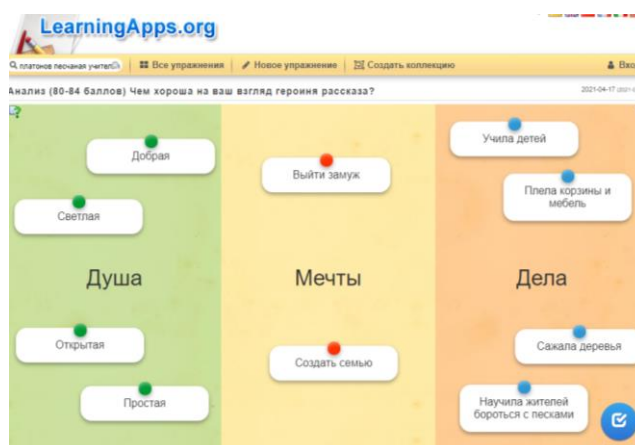 LearningApps.org
платонов песчаная учител
Все упражнения
Новое упражнение
Создать коллекцию
Вхо
Анализ (80-84 баллов) Чем хороша на ваш взгляд героиня рассказа?
2021-04-17
Добрая
Светлая
Душа
Открытая
Простая
Выйти замуж
Мечты
Создать семью
Учила детей
Плела корзины и
мебель
Дела
Сажала деревья
Научила жителей
бороться с песками